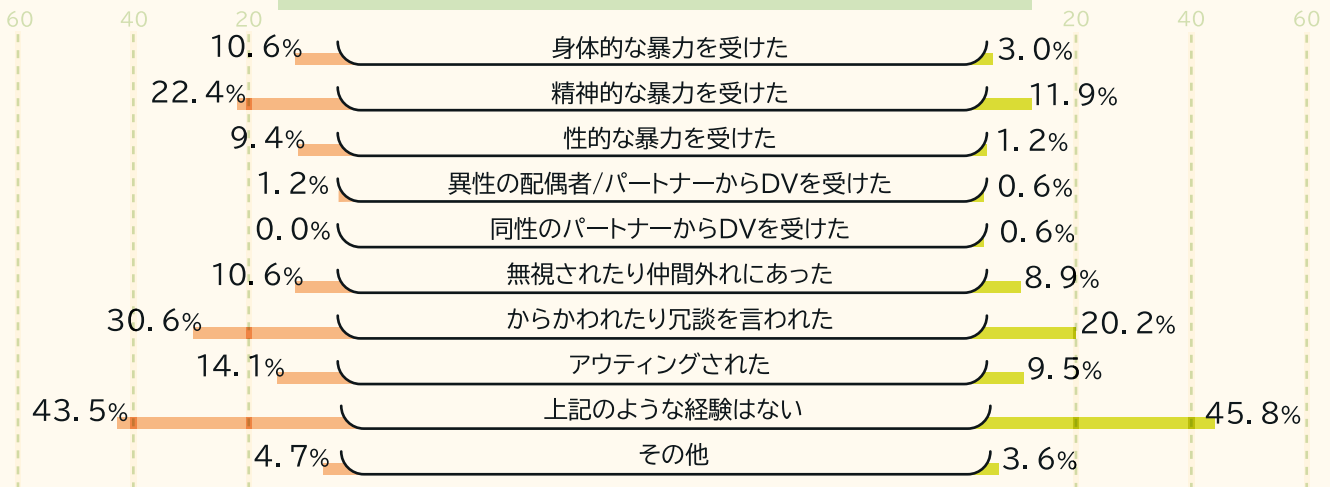 60 40 20 20 40 60
10.6% 身体的な暴力を受けた 3.0%
22.4% 精神的な暴力を受けた 11.9%
9.4% 性的な暴力を受けた 1.2%
1.2% 異性の配偶者/パートナーからDVを受けた 0.6%
0.0% 同性のパートナーからDVを受けた 0.6%
10.6% 無視されたり仲間外れにあった 8.9%
30.6% からかわれたり冗談を言われた 20.2%
14.1% アウティングされた 9.5%
43.5% 上記のような経験はない 45.8%
4.7% その他 3.6%